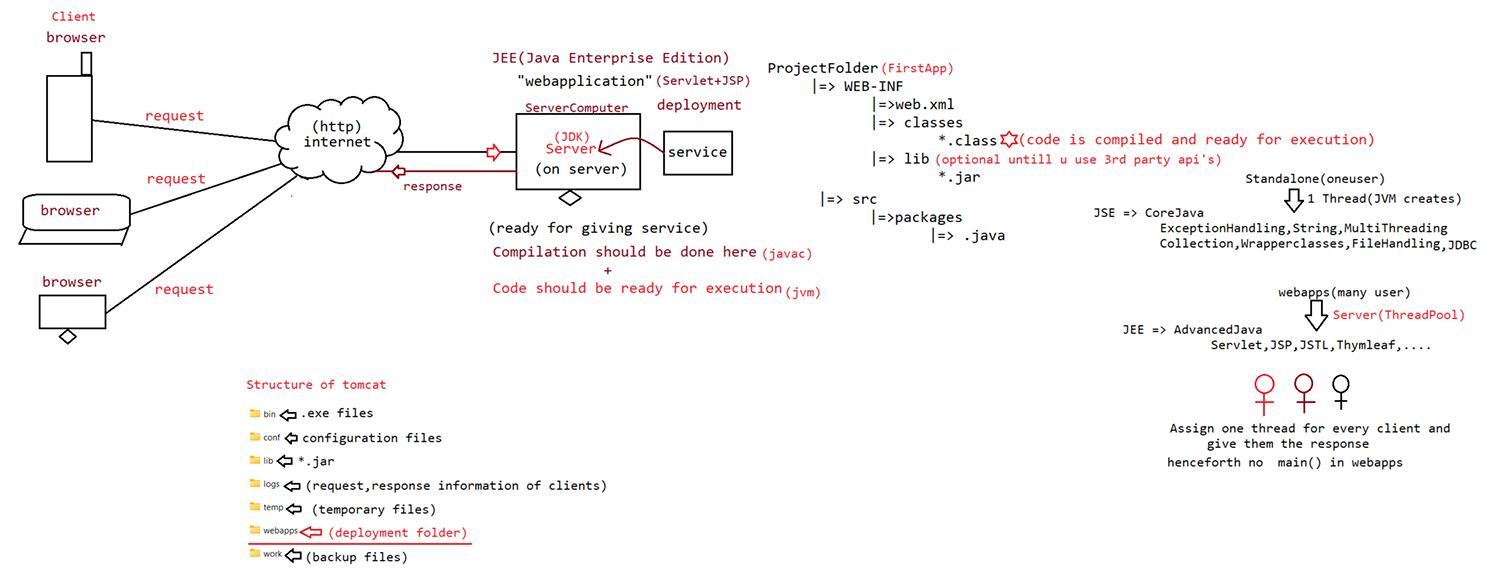 Client
browser
request
request
browser
browser
request
(http)
internet
response
JEE(Java Enterprise Edition)
"webapplication" (Servlet+JSP)
ServerComputer
deployment
(JDK)
Server
(on server)
service
(ready for giving service)
Compilation should be done here (javac)
+
Code should be ready for execution (jvm)
ProjectFolder (FirstApp)
|=> WEB-INF
|=>web.xml
|=> classes
*.class (code is compiled and ready for execution)
|=> lib (optional untill u use 3rd party api's)
*.jar
|=> src
|=>packages
|=> .java
Standalone(oneuser)
1 Thread(JVM creates)
JSE => CoreJava
ExceptionHandling,String,MultiThreading
Collection,Wrapperclasses,FileHandling,JDBC
webapps(many user)
Server(ThreadPool)
JEE => AdvancedJava
Servlet,JSP,JSTL,Thymleaf,....
Assign one thread for every client and
give them the response
henceforth no main() in webapps
Structure of tomcat
bin .exe files
conf configuration files
lib *.jar
logs (request,response information of clients)
temp (temporary files)
webapps (deployment folder)
work (backup files)